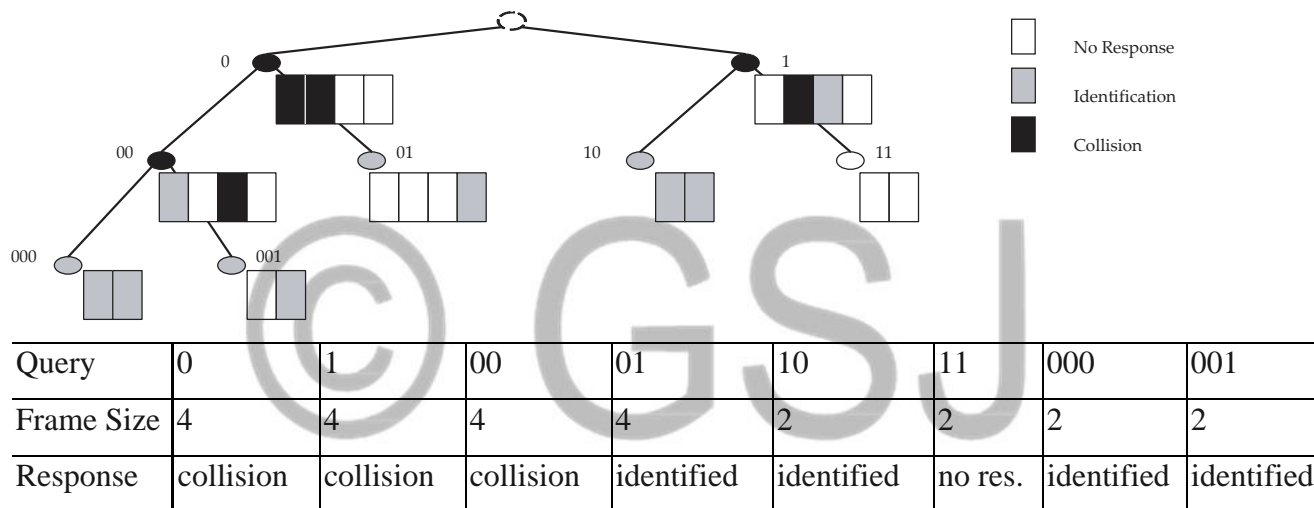 0
1
No Response
Identification
Collision
00
01
10
11
000
001
© GSJ
Query 0 1 00 01 10 11 000 001
Frame Size 4 4 4 4 2 2 2 2
Response collision collision collision identified identified no res. identified identified